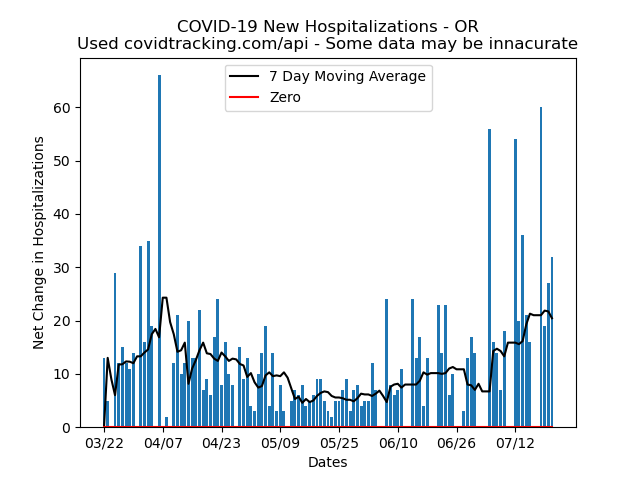 COVID-19 New Hospitalizations - OR
Used covidtracking.com/api - Some data may be innacurate
7 Day Moving Average
Zero
Net Change in Hospitalizations
60
50
40
30
20
10
0
03/22 04/07 04/23 05/09 05/25 06/10 06/26 07/12
Dates